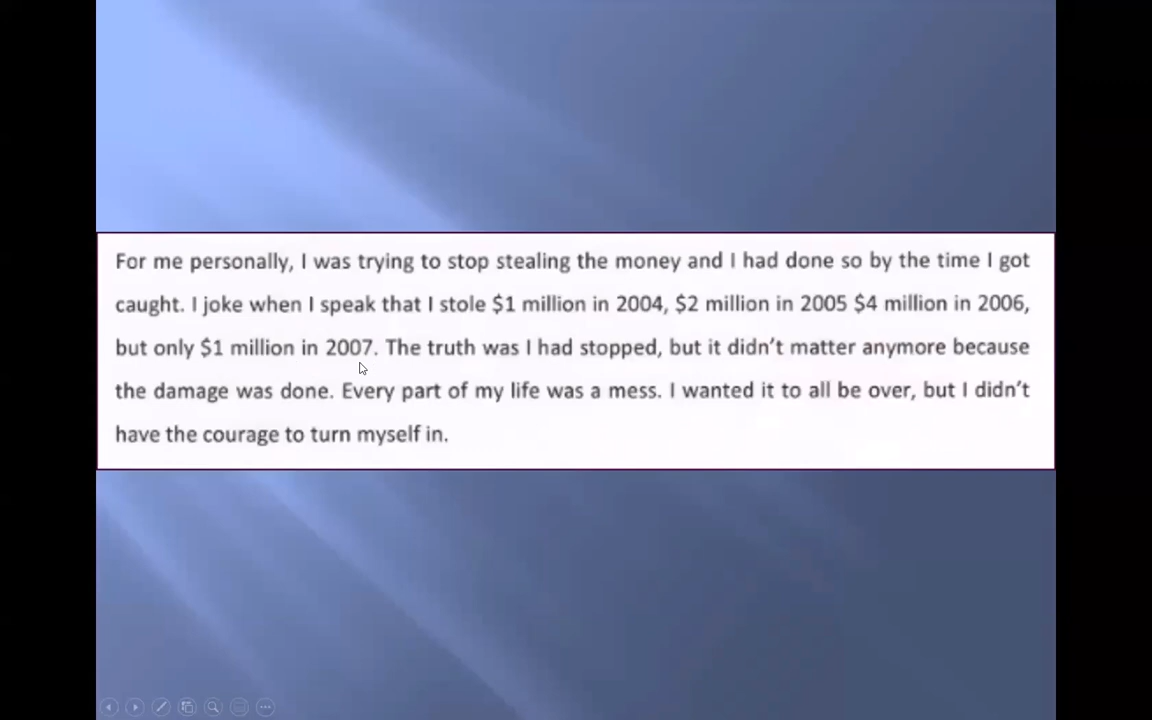 For me personally, I was trying to stop stealing the money and I had done so by the time I got
caught. I joke when I speak that I stole $1 million in 2004, $2 million in 2005 $4 million in 2006,
but only $1 million in 2007. The truth was I had stopped, but it didn’t matter anymore because
the damage was done. Every part of my life was a mess. I wanted it to all be over, but I didn’t
have the courage to turn myself in.